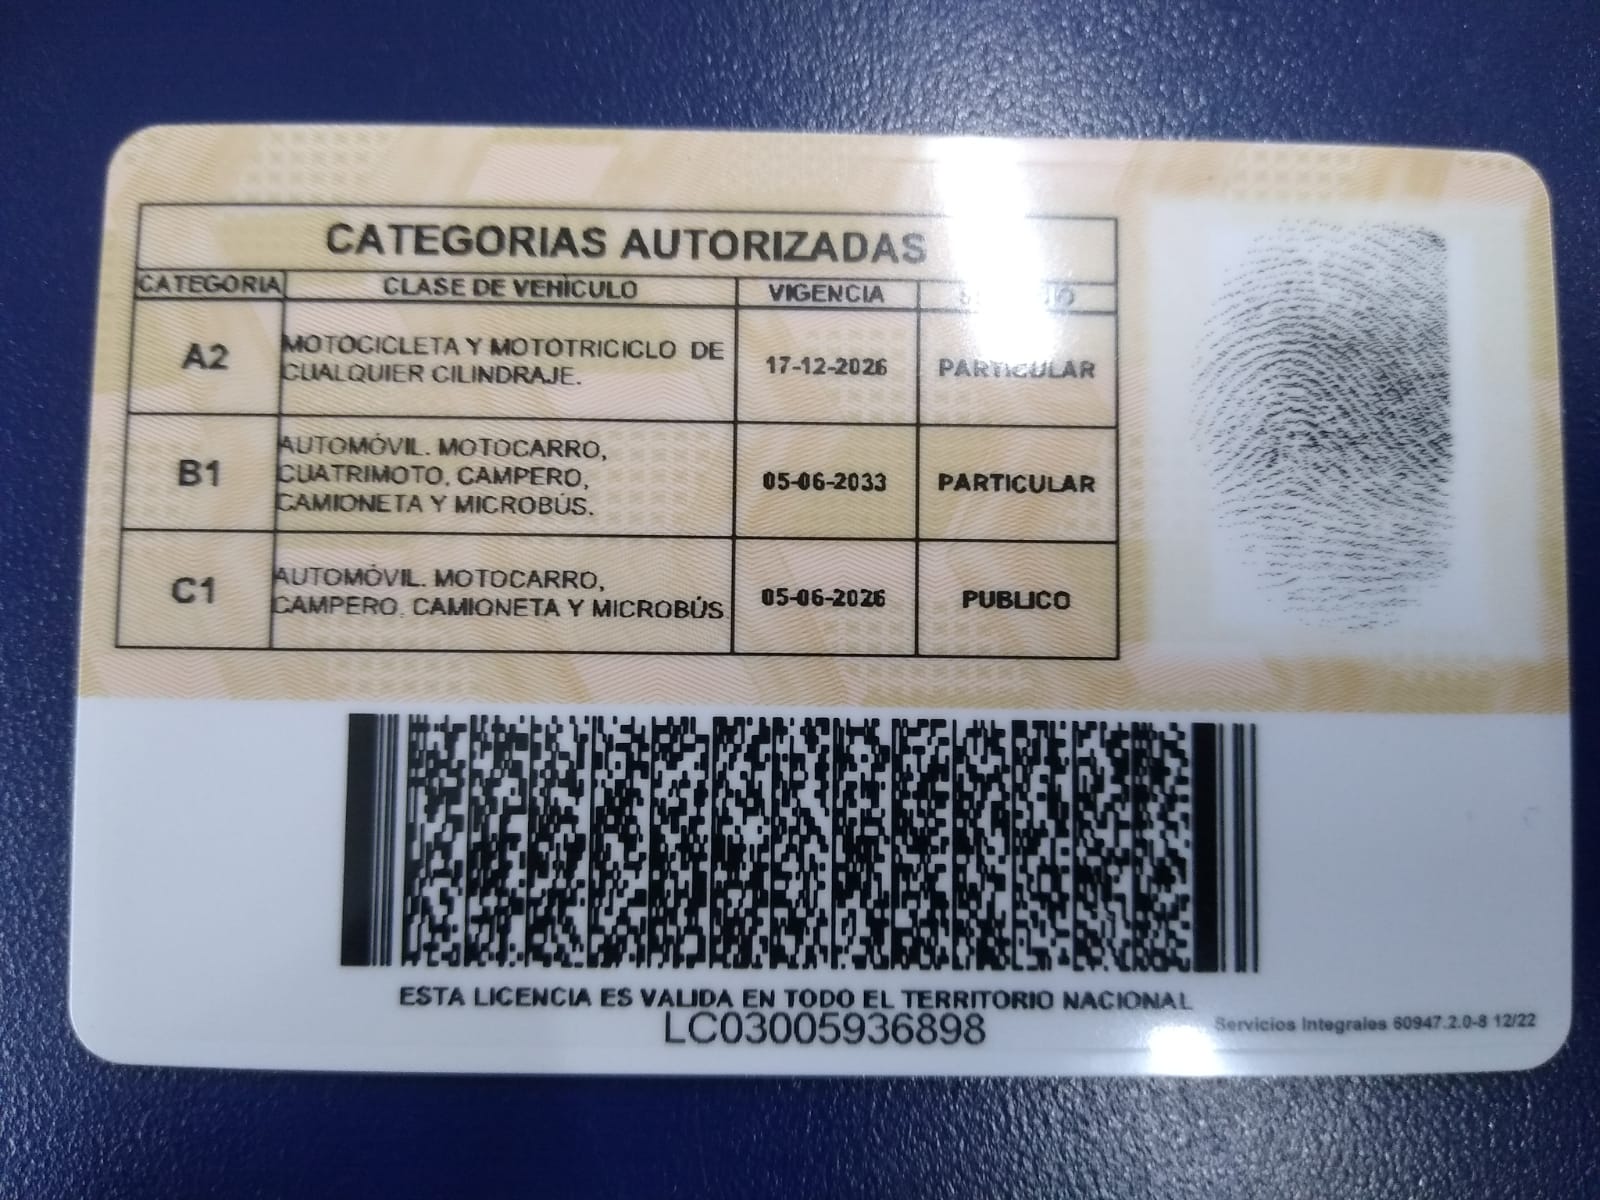 CATEGORIAS AUTORIZADAS
CATEGORIA CLASE DE VEHÍCULO VIGENCIA
A2 MOTOCICLETA Y MOTOTRICICLO DE
CUALQUIER CILINDRAJE. 17-12-2026 PARTICULAR
B1 AUTOMÓVIL. MOTOCARRO,
CUATRIMOTO, CAMPERO,
CAMIONETA Y MICROBÚS. 05-06-2033 PARTICULAR
C1 AUTOMÓVIL. MOTOCARRO,
CAMPERO, CAMIONETA Y MICROBÚS 05-06-2026 PUBLICO
ESTA LICENCIA ES VALIDA EN TODO EL TERRITORIO NACIONAL
LC03005936898
Servicios Integrales 60947.2.0-8 12/22